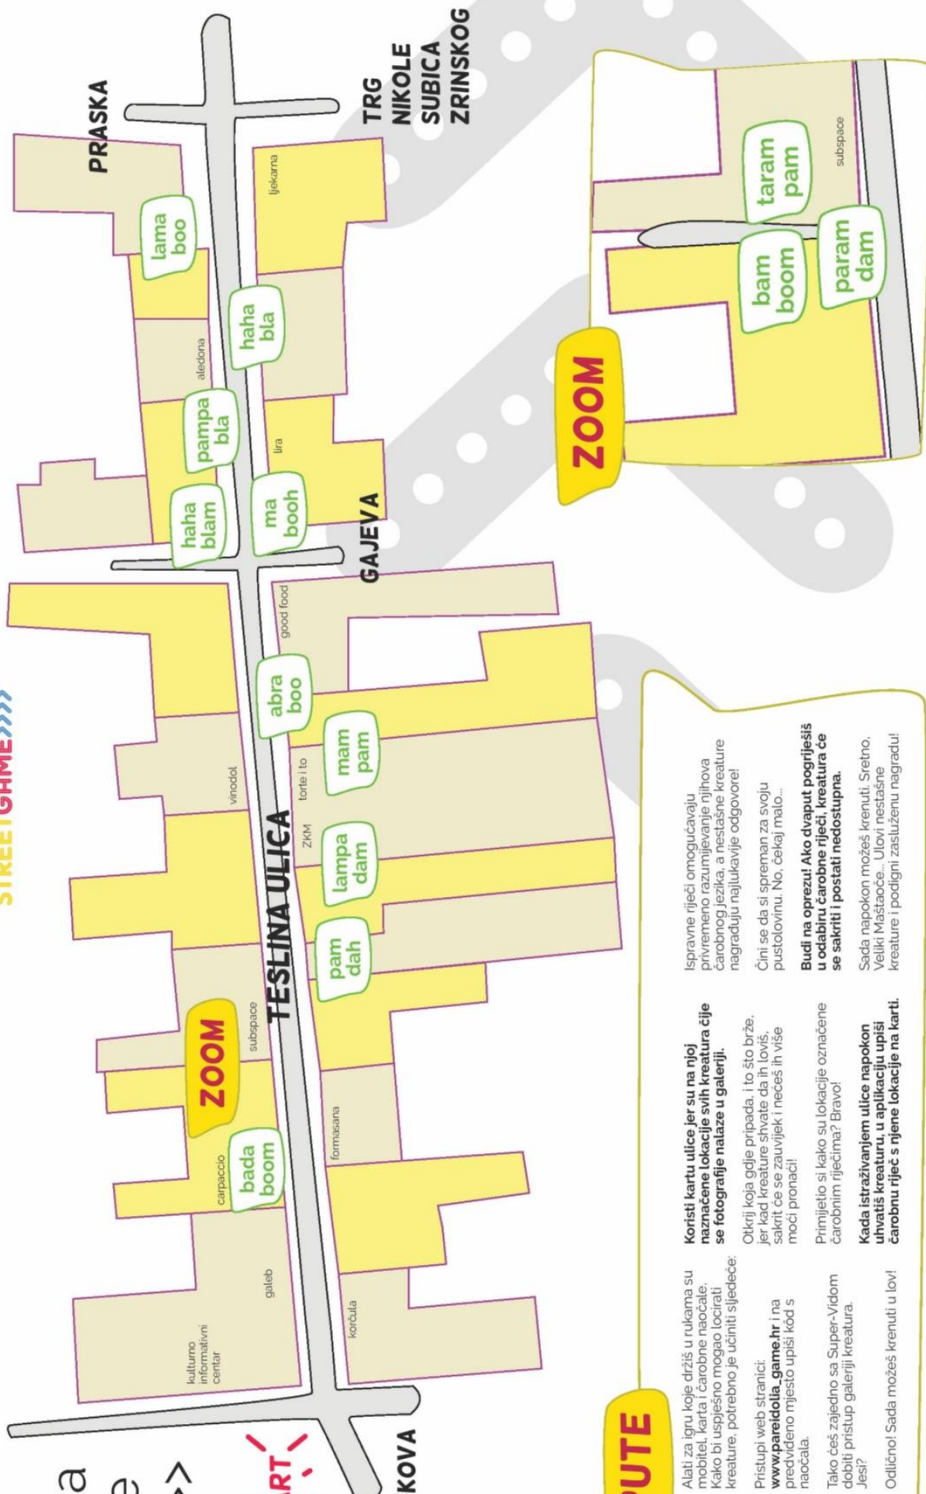 STREETGAME>>>>
a
e
>>
ART
KOVA
PRASKA
TRG
NIKOLE
SUBICA
ZRINSKOG
GAJEVA
TESLINA ULICA
kulturno
informativni
centar
galeb
carpaccio
bada
boom
ZOOM
subspace
vinodol
haha
blam
pampa
bla
aledona
lama
boo
korčula
formasana
pam
dah
lampa
dam
ZKM
torte i to
mam
pam
abra
boo
good food
ma
booh
lira
haha
bla
ljekarna
PUTE
Alati za igru koje držiš u rukama su
mobitel, karta i čarobne naočale.
Kako bi uspješno mogao locirati
kreature, potrebno je učiniti sljedeće:
Pristupi web stranici:
www.pareidolia_game.hr i na
predviđeno mjesto upiši kôd s
naočala.
Tako ćeš zajedno sa Super-Vidom
dobiti pristup galeriji kreatura.
Jesi?
Odlično! Sada možeš krenuti u lov!
Koristi kartu ulice jer su na njoj
naznačene lokacije svih kreatura čije
se fotografije nalaze u galeriji.
Otkrij koja gdje pripada, i to što brže,
jer kad kreature shvate da ih loviš,
sakrit će se zauvijek i nećeš ih više
moći pronaći!
Primijetio si kako su lokacije označene
čarobnim riječima? Bravo!
Kada istraživanjem ulice napokon
uhvatiš kreaturu, u aplikaciju upiši
čarobnu riječ s njene lokacije na karti.
Ispravne riječi omogućavaju
privremeno razumijevanje njihova
čarobnog jezika, a nestašne kreature
nagrađuju najlukavije odgovore!
Čini se da si spreman za svoju
pustolovinu. No, čekaj malo...
Budi na oprezu! Ako dvaput pogriješiš
u odabiru čarobne riječi, kreatura će
se sakriti i postati nedostupna.
Sada napokon možeš krenuti. Sretno,
Veliki Maštaoče... Ulovi nestašne
kreature i podigni zasluženu nagradu!
ZOOM
bam
boom
taram
pam
param
dam
subspace